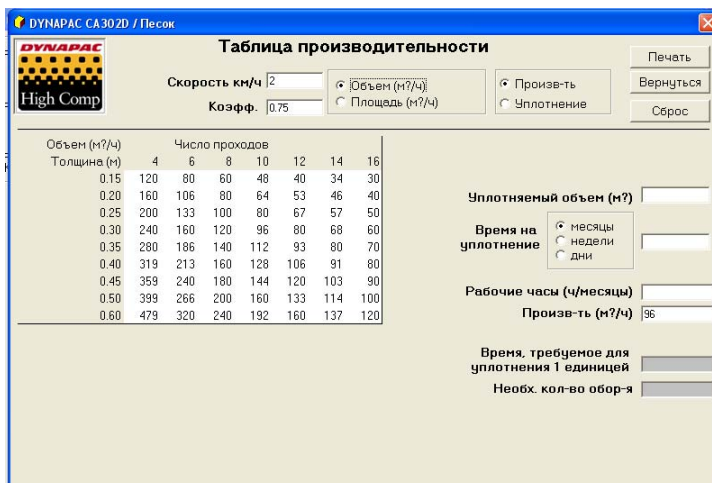 DYNAPAC CA302D / Песок
DYNAPAC
High Comp
Таблица производительности
Скорость км/ч 2
Коэфф. 0.75
Объем (м?/ч)
Площадь (м?/ч)
Произв-ть
Уплотнение
Печать
Вернуться
Сброс
Объем (м?/ч) Число проходов
Толщина (м) 4 6 8 10 12 14 16
0.15 120 80 60 48 40 34 30
0.20 160 106 80 64 53 46 40
0.25 200 133 100 80 67 57 50
0.30 240 160 120 96 80 68 60
0.35 280 186 140 112 93 80 70
0.40 319 213 160 128 106 91 80
0.45 359 240 180 144 120 103 90
0.50 399 266 200 160 133 114 100
0.60 479 320 240 192 160 137 120
Уплотняемый объем (м?)
Время на
уплотнение
месяцы
недели
дни
Рабочие часы (ч/месяцы)
Произв-ть (м?/ч) 96
Время, требуемое для
уплотнения 1 единицей
Необх. кол-во обор-я